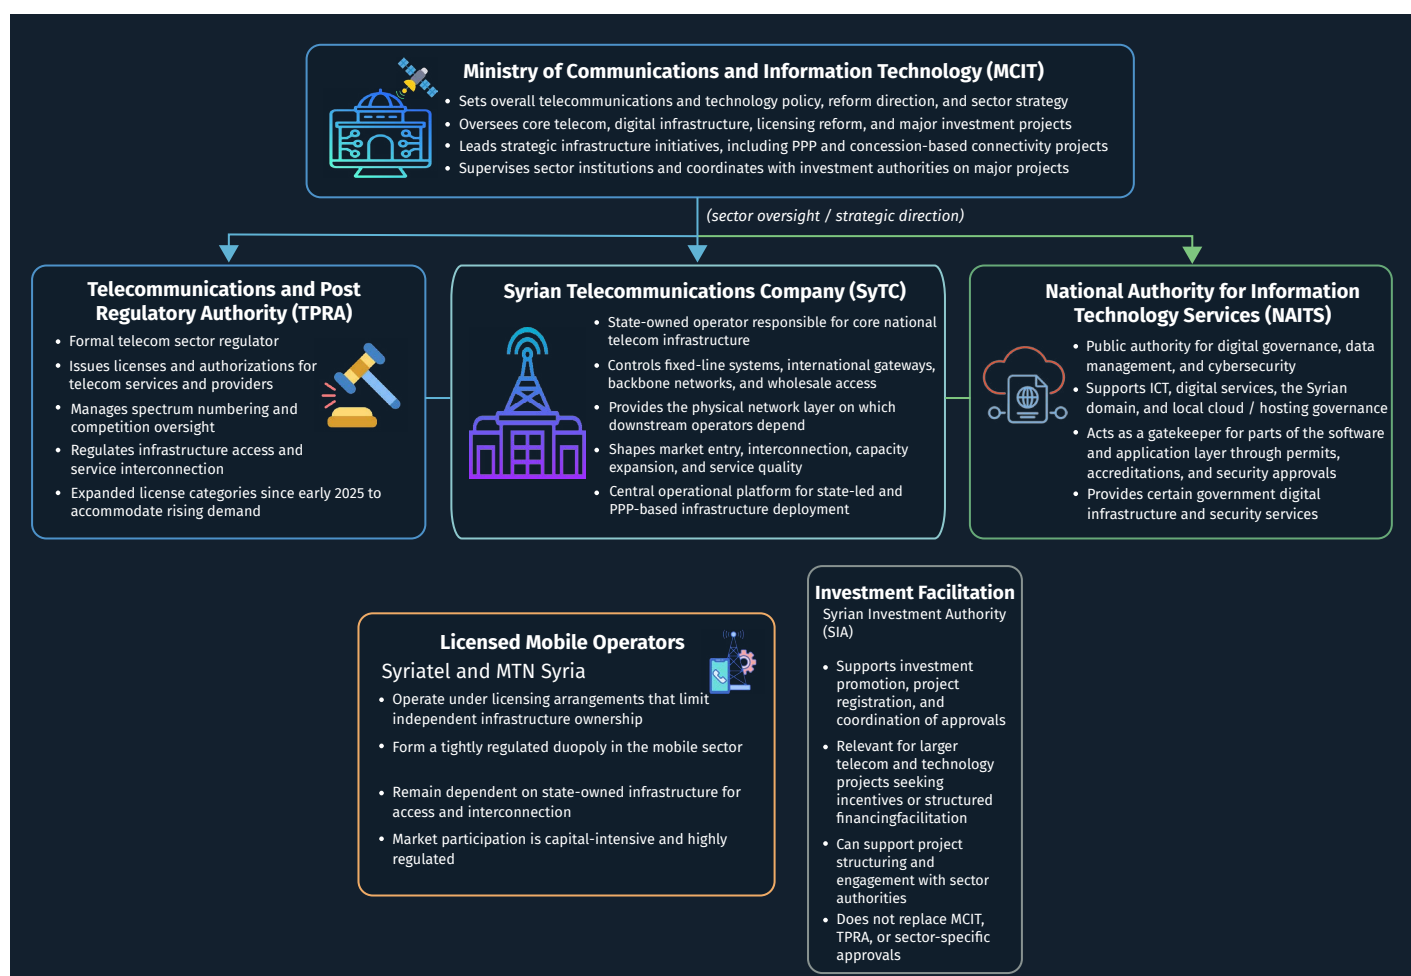 Ministry of Communications and Information Technology (MCIT)
• Sets overall telecommunications and technology policy, reform direction, and sector strategy
• Oversees core telecom, digital infrastructure, licensing reform, and major investment projects
• Leads strategic infrastructure initiatives, including PPP and concession-based connectivity projects
• Supervises sector institutions and coordinates with investment authorities on major projects
(sector oversight / strategic direction)
Telecommunications and Post
Regulatory Authority (TPRA)
• Formal telecom sector regulator
• Issues licenses and authorizations for
telecom services and providers
• Manages spectrum numbering and
competition oversight
• Regulates infrastructure access and
service interconnection
• Expanded license categories since early 2025 to
accommodate rising demand
Syrian Telecommunications Company (SyTC)
• State-owned operator responsible for core national
telecom infrastructure
• Controls fixed-line systems, international gateways,
backbone networks, and wholesale access
• Provides the physical network layer on which
downstream operators depend
• Shapes market entry, interconnection, capacity
expansion, and service quality
• Central operational platform for state-led and
PPP-based infrastructure deployment
National Authority for Information
Technology Services (NAITS)
• Public authority for digital governance, data
management, and cybersecurity
• Supports ICT, digital services, the Syrian
domain, and local cloud / hosting governance
• Acts as a gatekeeper for parts of the software
and application layer through permits,
accreditations, and security approvals
• Provides certain government digital
infrastructure and security services
Licensed Mobile Operators
Syriatel and MTN Syria
• Operate under licensing arrangements that limit
independent infrastructure ownership
• Form a tightly regulated duopoly in the mobile sector
• Remain dependent on state-owned infrastructure for
access and interconnection
• Market participation is capital-intensive and highly
regulated
Investment Facilitation
Syrian Investment Authority
(SIA)
• Supports investment
promotion, project
registration, and
coordination of approvals
• Relevant for larger
telecom and technology
projects seeking
incentives or structured
financingfacilitation
• Can support project
structuring and
engagement with sector
authorities
• Does not replace MCIT,
TPRA, or sector-specific
approvals